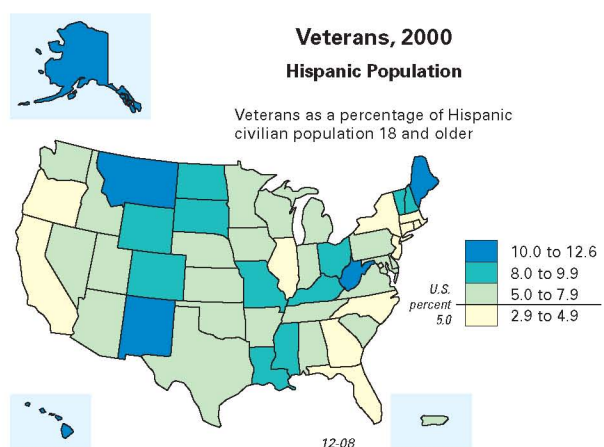 Veterans, 2000
Hispanic Population
Veterans as a percentage of Hispanic
civilian population 18 and older
10.0 to 12.6
8.0 to 9.9
U.S.
percent
5.0
5.0 to 7.9
2.9 to 4.9
12-08